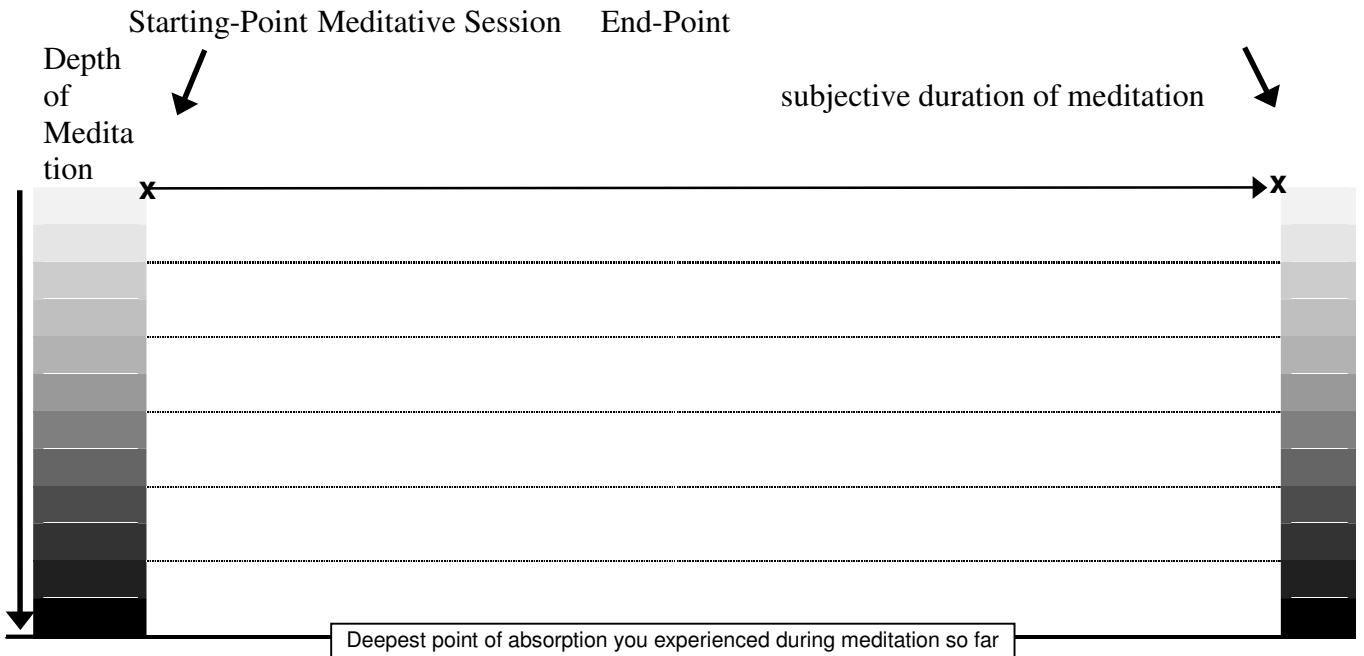 Starting-Point Meditative Session End-Point
Depth
of
Medita
tion
subjective duration of meditation
x
x
Deepest point of absorption you experienced during meditation so far